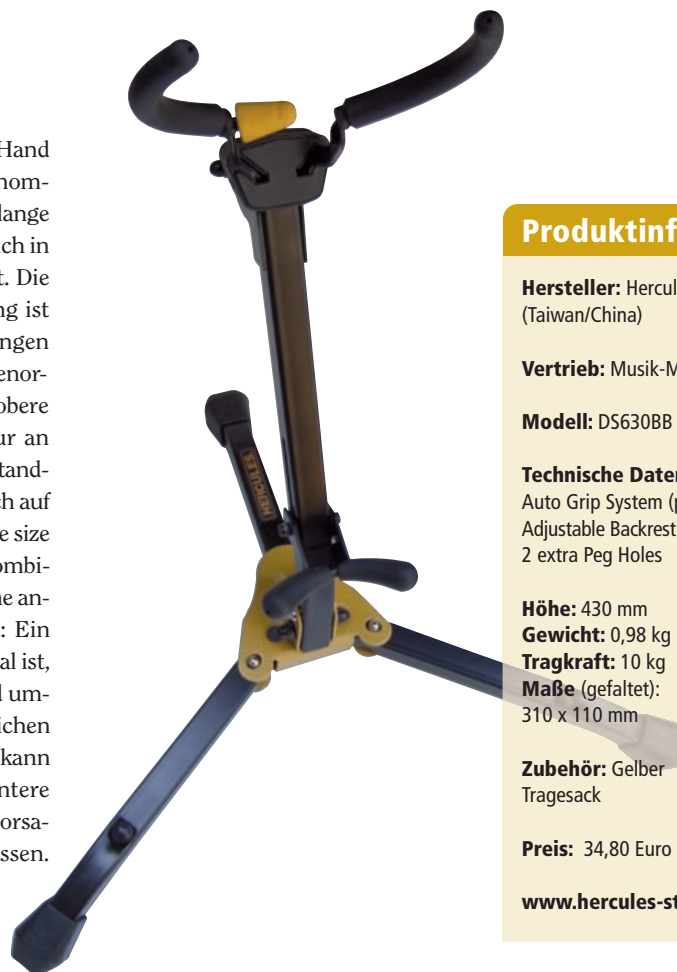 Hand
nom-
lange
ich in
t. Die
ng ist
ngen
enor-
obere
ur an
tand-
ch auf
e size
ombi-
ne an-
: Ein
al ist,
d um-
ichen
kann
ntere
orsa-
ssen.
HERCULES
Produktinf
Hersteller: Hercul
(Taiwan/China)
Vertrieb: Musik-M
Modell: DS630BB
Technische Daten
Auto Grip System (p
Adjustable Backrest
2 extra Peg Holes
Höhe: 430 mm
Gewicht: 0,98 kg
Tragkraft: 10 kg
Maße (gefaltet):
310 x 110 mm
Zubehör: Gelber
Tragesack
Preis: 34,80 Euro
www.hercules-st